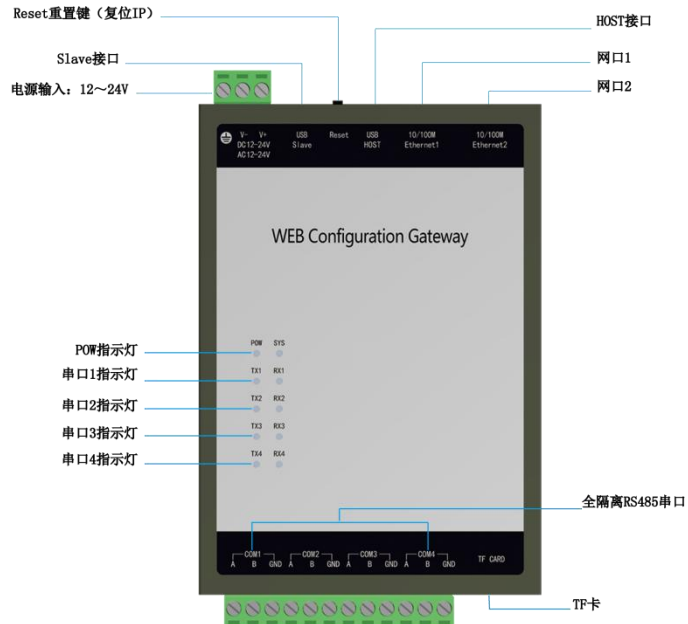 Reset重置键（复位IP）
HOST接口
Slave接口
网口1
电源输入：12～24V
网口2
V- V+
DC12-24V
AC12-24V
USB
Slave
Reset
USB
HOST
10/100M
Ethernet1
10/100M
Ethernet2
WEB Configuration Gateway
POW SYS
POW指示灯
TX1 RX1
串口1指示灯
TX2 RX2
串口2指示灯
TX3 RX3
串口3指示灯
TX4 RX4
串口4指示灯
全隔离RS485串口
COM1 COM2 COM3 COM4
A B GND A B GND A B GND A B GND
TF CARD
TF卡